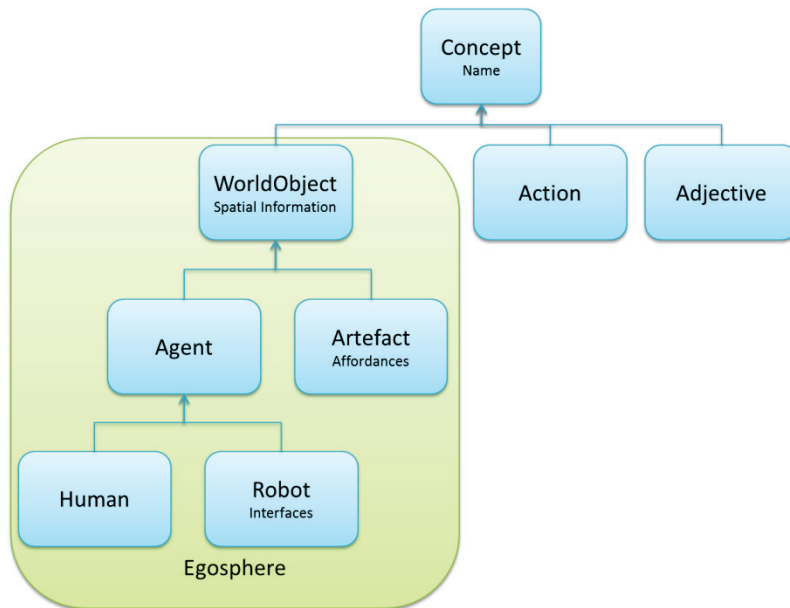 Concept
Name
WorldObject
Spatial Information
Action
Adjective
Agent
Artefact
Affordances
Human
Robot
Interfaces
Egosphere